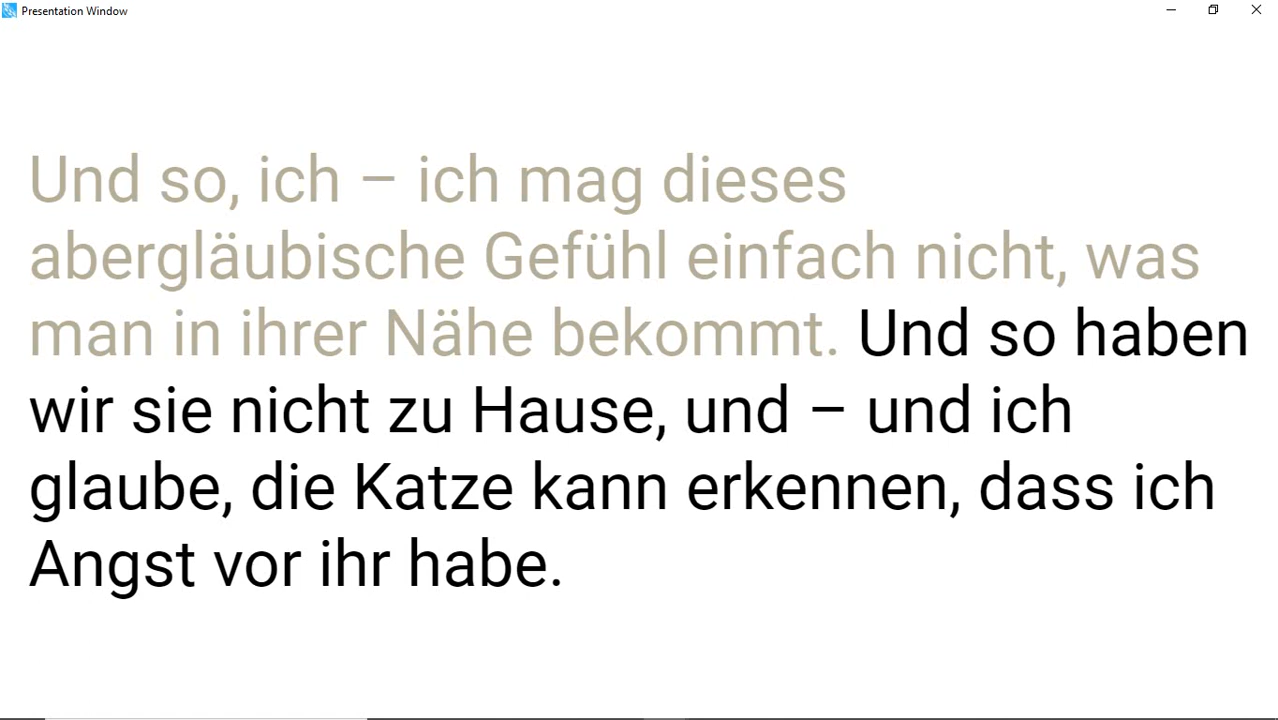 Presentation Window
Und so, ich – ich mag dieses
abergläubische Gefühl einfach nicht, was
man in ihrer Nähe bekommt. Und so haben
wir sie nicht zu Hause, und – und ich
glaube, die Katze kann erkennen, dass ich
Angst vor ihr habe.